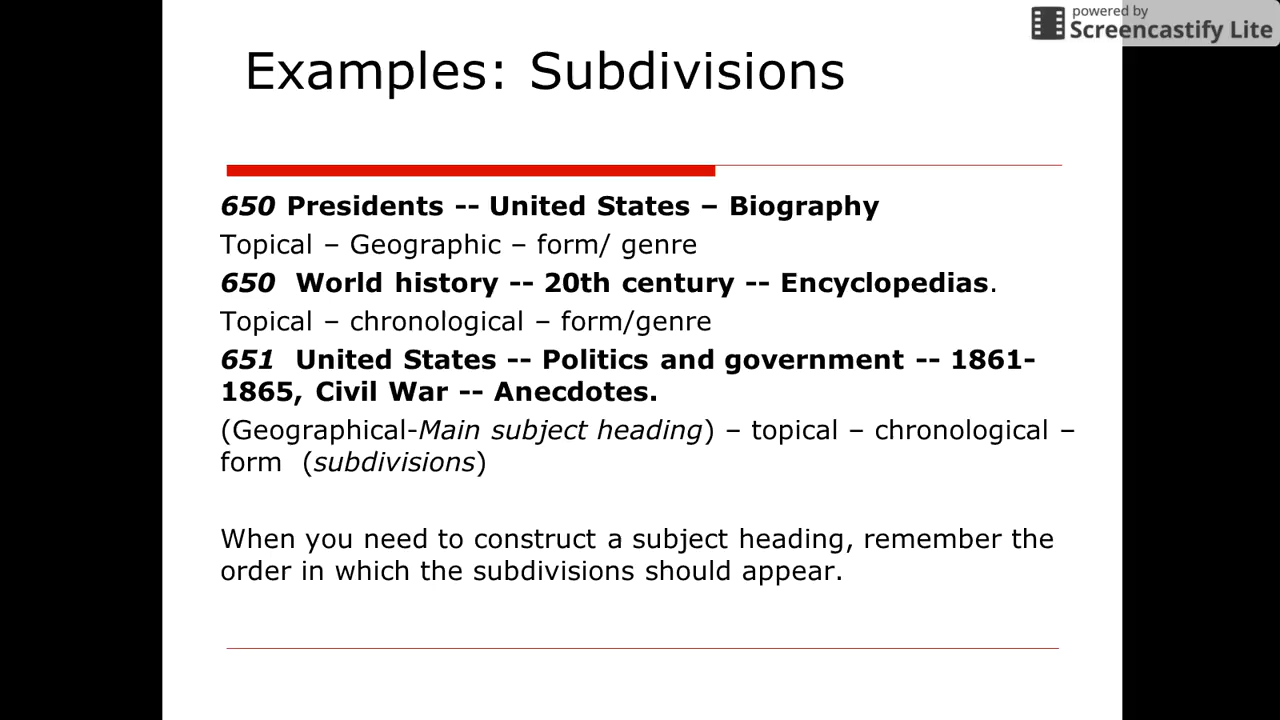 powered by
Screencastify Lite
Examples: Subdivisions
650 Presidents -- United States – Biography
Topical – Geographic – form/ genre
650 World history -- 20th century -- Encyclopedias.
Topical – chronological – form/genre
651 United States -- Politics and government -- 1861-
1865, Civil War -- Anecdotes.
(Geographical-Main subject heading) – topical – chronological –
form (subdivisions)
When you need to construct a subject heading, remember the
order in which the subdivisions should appear.